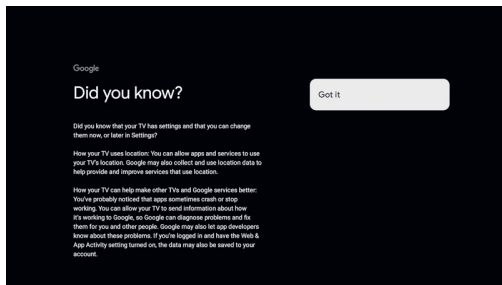 Google
Did you know?
Got it
Did you know that your TV has settings and that you can change
them now, or later in Settings?
How your TV uses location: You can allow apps and services to use
your TV's location. Google may also collect and use location data to
help provide and improve services that use location.
How your TV can help make other TVs and Google services better:
You've probably noticed that apps sometimes crash or stop
working. You can allow your TV to send information about how
it's working to Google, so Google can diagnose problems and fix
them for you and other people. Google may also let app developers
know about these problems. If you're logged in and have the Web &
App Activity setting turned on, the data may also be saved to your
account.